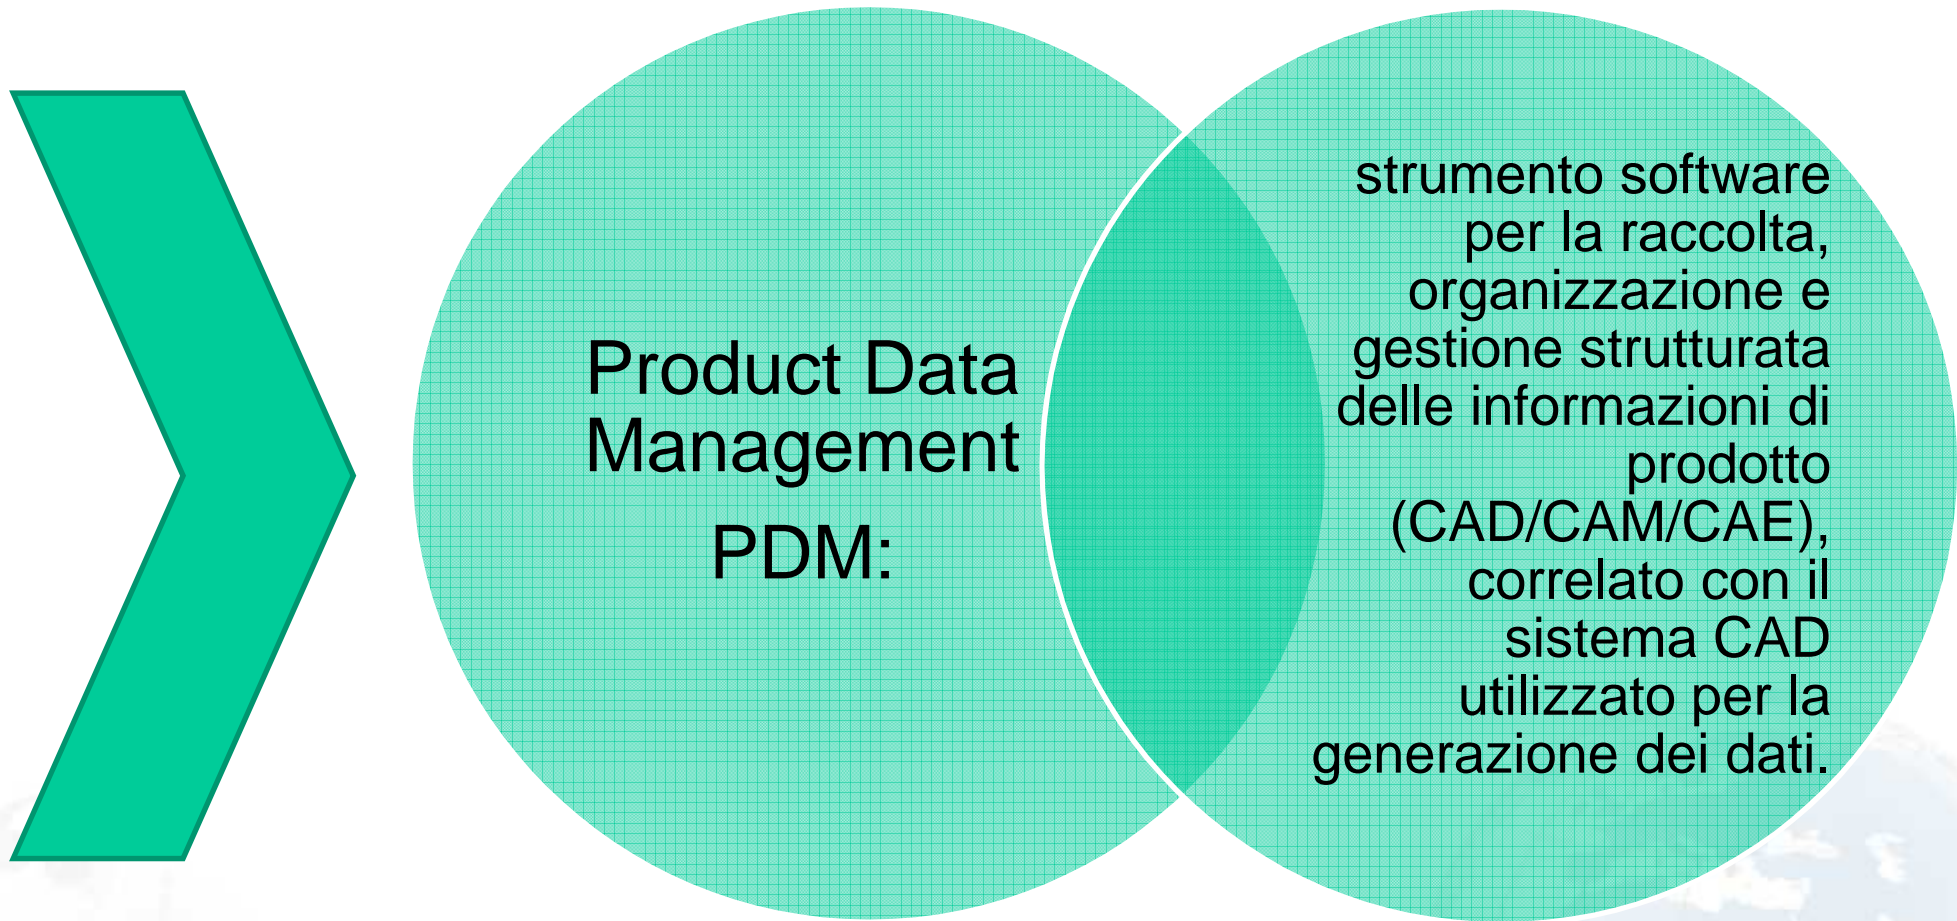 Product Data
Management
PDM:
strumento software
per la raccolta,
organizzazione e
gestione strutturata
delle informazioni di
prodotto
(CAD/CAM/CAE),
correlato con il
sistema CAD
utilizzato per la
generazione dei dati.